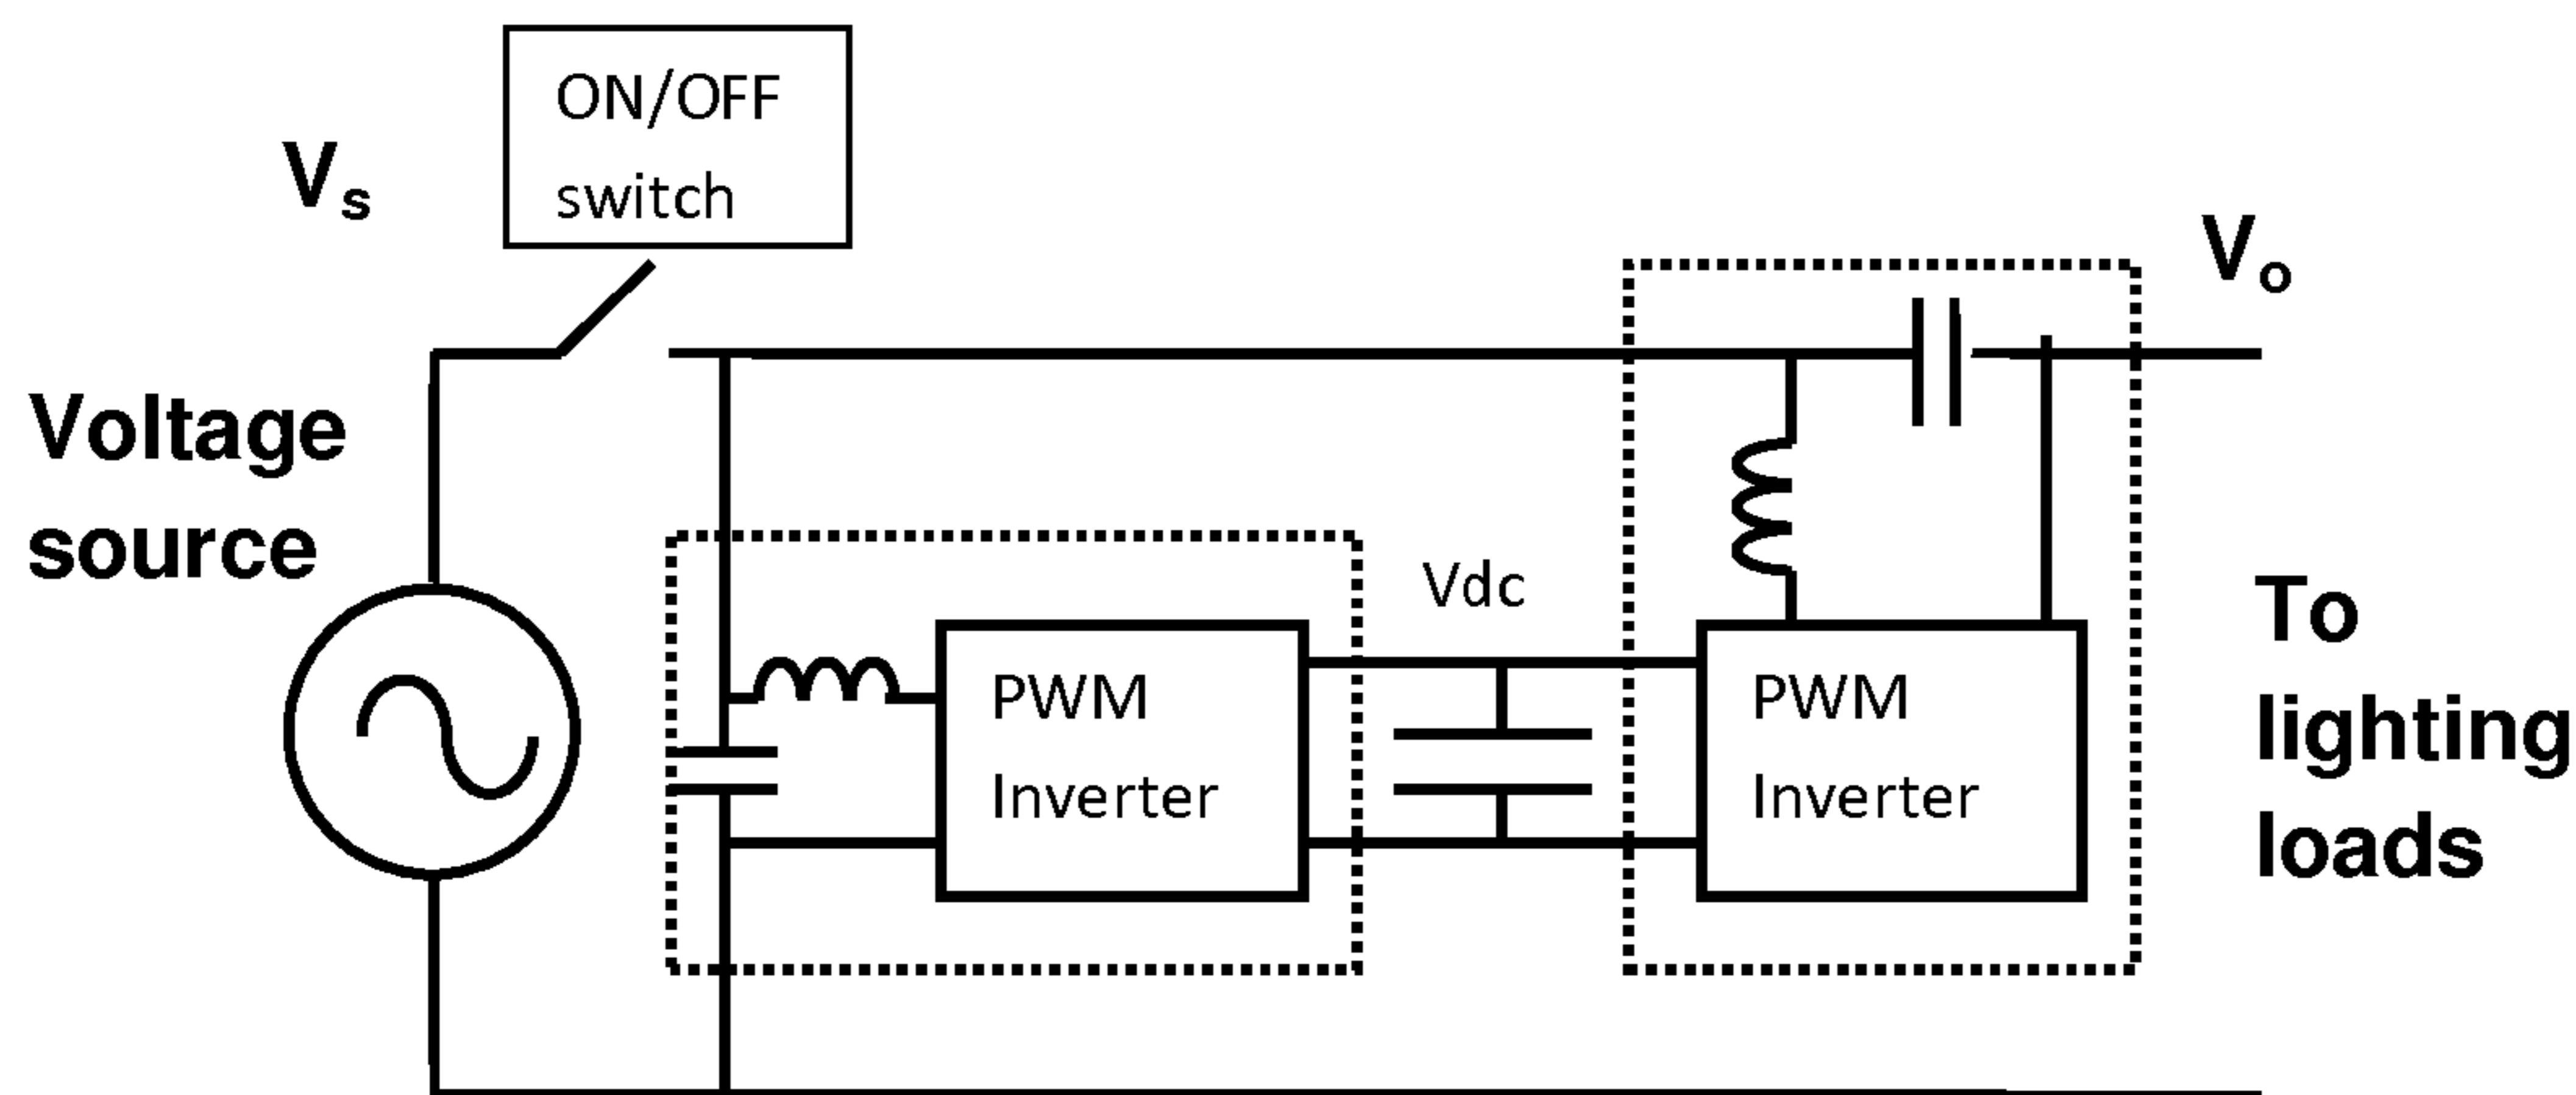 ON/OFF
switch
Vs
Vo
Voltage
source
Vdc
PWM
Inverter
PWM
Inverter
To
lighting
loads